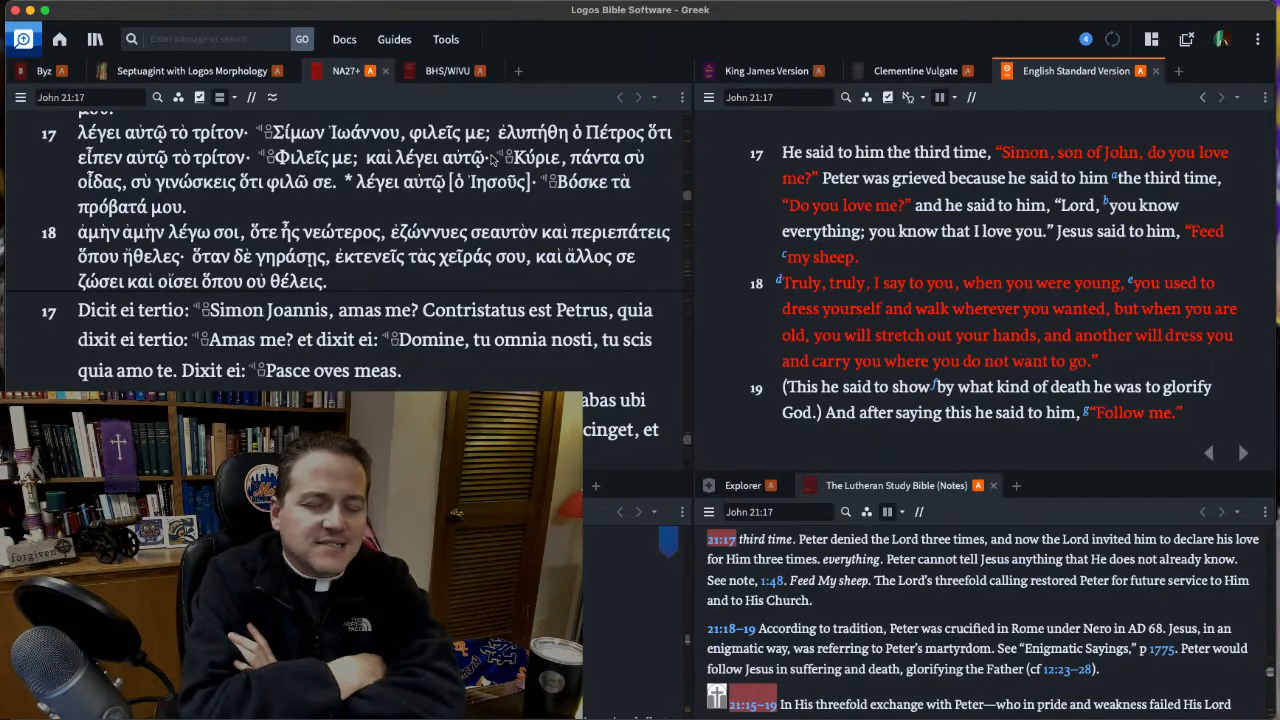 Logos Bible Software - Greek
Enter passage or search
GO
Docs
Guides
Tools
4
Byz A
Septuagint with Logos Morphology A
NA27+ A
BHS/WIVU A
King James Version A
Clementine Vulgate A
English Standard Version A
John 21:17
John 21:17
μου.
17 λέγει αὐτῷ τὸ τρίτον· Σίμων Ἰωάννου, φιλεῖς με; ἐλυπήθη ὁ Πέτρος ὅτι
εἶπεν αὐτῷ τὸ τρίτον· Φιλεῖς με; καὶ λέγει αὐτῷ· Κύριε, πάντα σὺ
οἶδας, σὺ γινώσκεις ὅτι φιλῶ σε. * λέγει αὐτῷ [ὁ Ἰησοῦς]· Βόσκε τὰ
πρόβατά μου.
18 ἀμὴν ἀμὴν λέγω σοι, ὅτε ἦς νεώτερος, ἐζώννυες σεαυτὸν καὶ περιεπάτεις
ὅπου ἤθελες· ὅταν δὲ γηράσῃς, ἐκτενεῖς τὰς χεῖράς σου, καὶ ἄλλος σε
ζώσει καὶ οἴσει ὅπου οὐ θέλεις.
17 Dicit ei tertio: Simon Joannis, amas me? Contristatus est Petrus, quia
dixit ei tertio: Amas me? et dixit ei: Domine, tu omnia nosti, tu scis
quia amo te. Dicit ei: Pasce oves meas.
abas ubi
cinget, et
17 He said to him the third time, “Simon, son of John, do you love
me?” Peter was grieved because he said to him a the third time,
“Do you love me?” and he said to him, “Lord, b you know
everything; you know that I love you.” Jesus said to him, “Feed
c my sheep.
18 d Truly, truly, I say to you, when you were young, e you used to
dress yourself and walk wherever you wanted, but when you are
old, you will stretch out your hands, and another will dress you
and carry you where you do not want to go.”
19 (This he said to show f by what kind of death he was to glorify
God.) And after saying this he said to him, g “Follow me.”
Explorer A
The Lutheran Study Bible (Notes) A
John 21:17
21:17 third time. Peter denied the Lord three times, and now the Lord invited him to declare his love
for Him three times. everything. Peter cannot tell Jesus anything that He does not already know.
See note, 1:48. Feed My sheep. The Lord’s threefold calling restored Peter for future service to Him
and to His Church.
21:18–19 According to tradition, Peter was crucified in Rome under Nero in AD 68. Jesus, in an
enigmatic way, was referring to Peter’s martyrdom. See “Enigmatic Sayings,” p 1775. Peter would
follow Jesus in suffering and death, glorifying the Father (cf 12:23–28).
21:15–19 In His threefold exchange with Peter—who in pride and weakness failed His Lord
forgiven
Mets
THE NORTH FACE